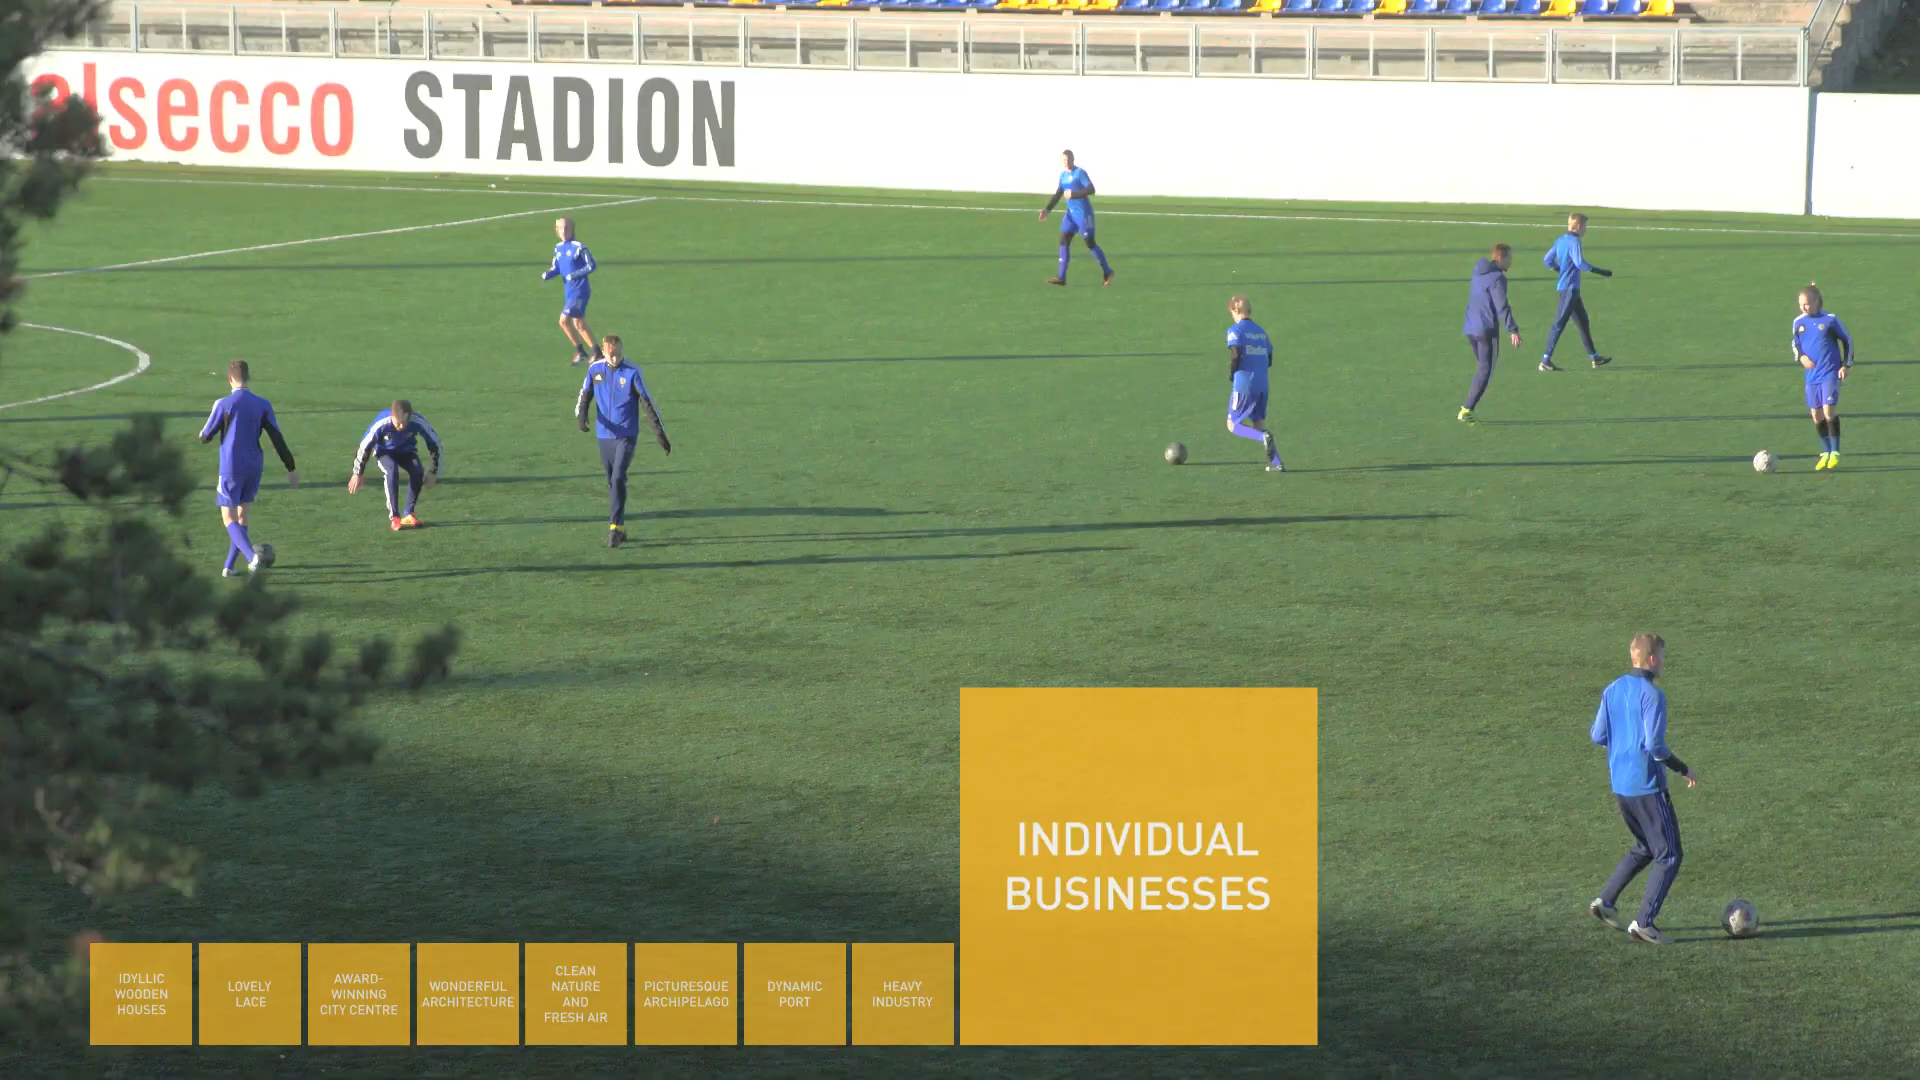 alsecco STADION
INDIVIDUAL
BUSINESSES
IDYLLIC
WOODEN
HOUSES
LOVELY
LACE
AWARD-
WINNING
CITY CENTRE
WONDERFUL
ARCHITECTURE
CLEAN
NATURE
AND
FRESH AIR
PICTURESQUE
ARCHIPELAGO
DYNAMIC
PORT
HEAVY
INDUSTRY